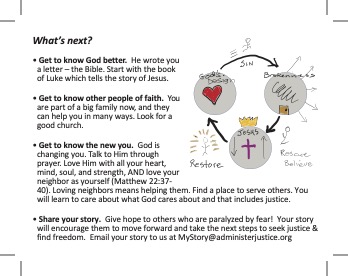 What's next?
• Get to know God better. He wrote you
a letter – the Bible. Start with the book
of Luke which tells the story of Jesus.
• Get to know other people of faith. You
are part of a big family now, and they
can help you in many ways. Look for a
good church.
• Get to know the new you. God is
changing you. Talk to Him through
prayer. Love Him with all your heart,
mind, soul, and strength, AND love your
neighbor as yourself (Matthew 22:37-
40). Loving neighbors means helping them. Find a place to serve others. You
will learn to care about what God cares about and that includes justice.
• Share your story. Give hope to others who are paralyzed by fear! Your story
will encourage them to move forward and take the next steps to seek justice &
find freedom. Email your story to us at MyStory@administerjustice.org
Sin
God's
Design
Brokenness
Jesus
Restore
Rescue
Believe